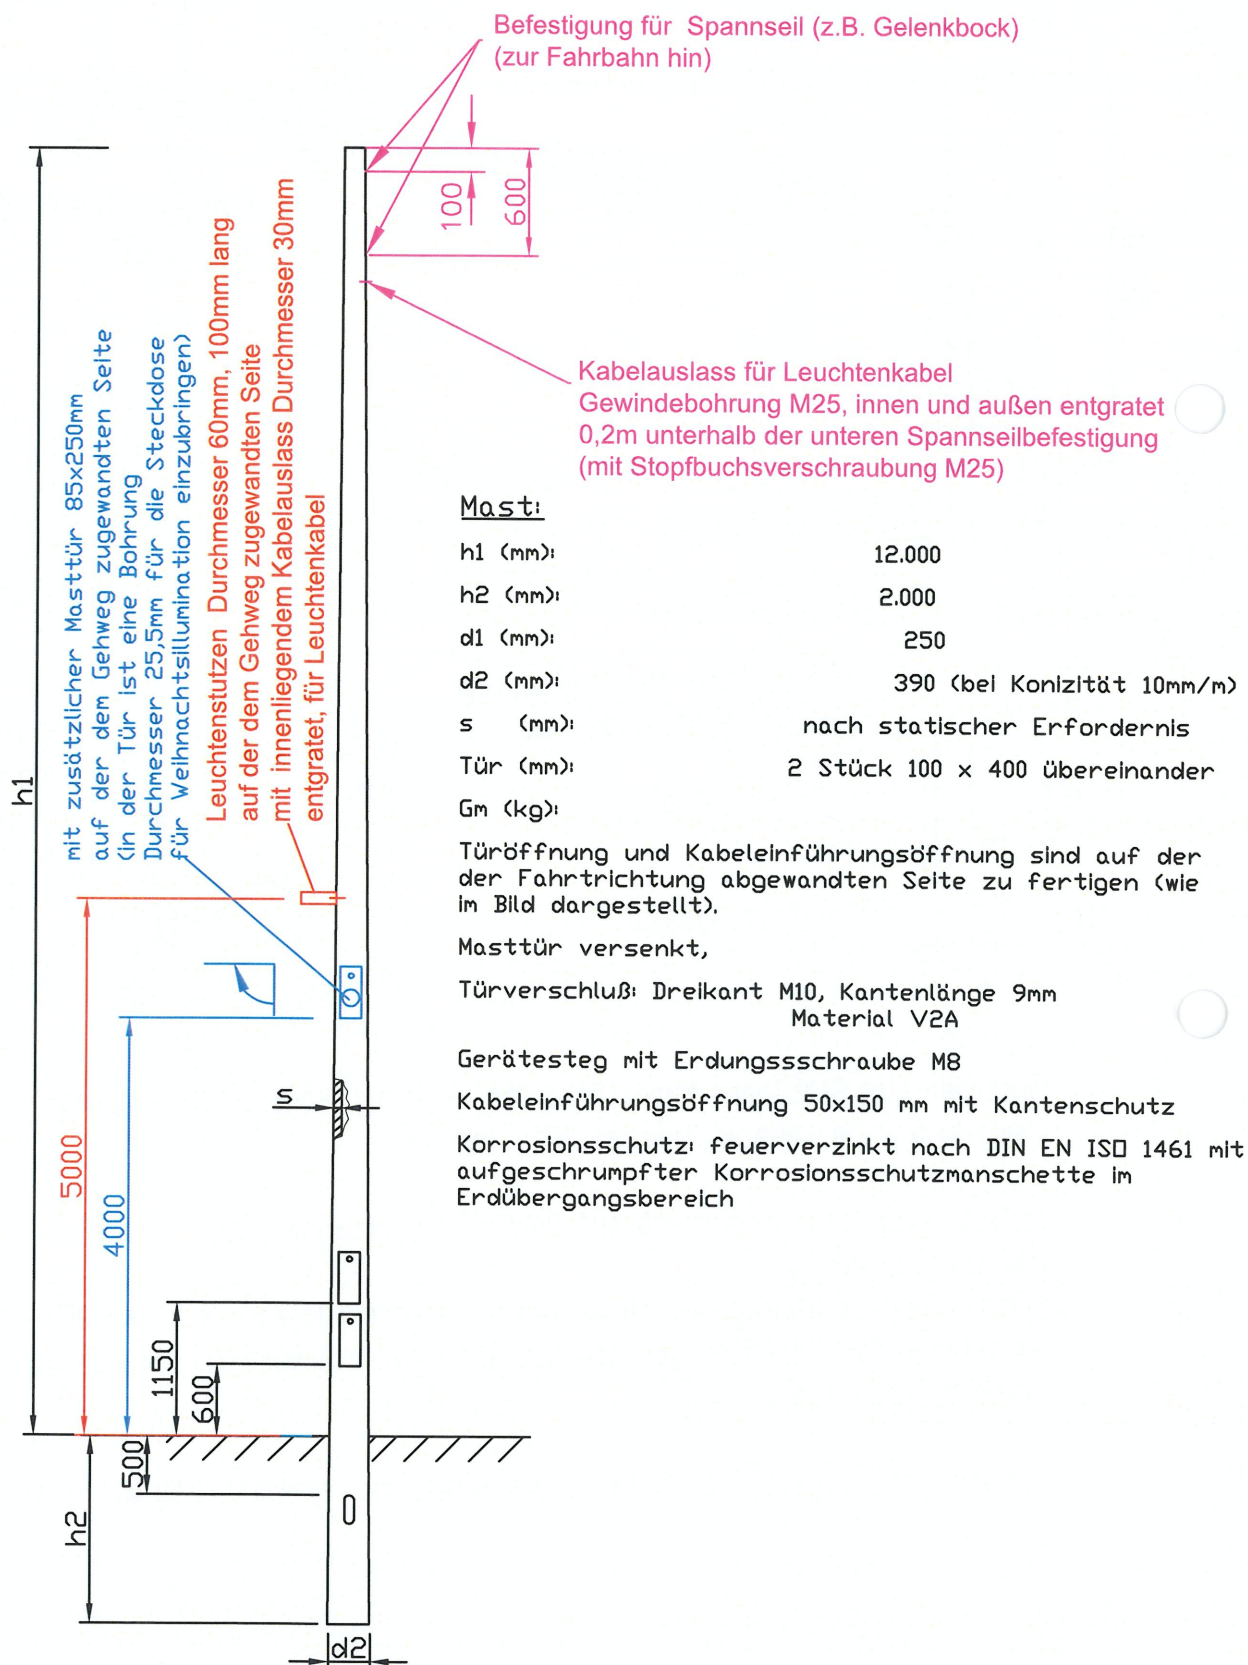 Befestigung für Spannseil (z.B. Gelenkbock)
(zur Fahrbahn hin)
100
600
Kabelauslass für Leuchtenkabel
Gewindebohrung M25, innen und außen entgratet
0,2m unterhalb der unteren Spannseilbefestigung
(mit Stopfbuchsverschraubung M25)
mit zusätzlicher Masttür 85x250mm
auf der dem Gehweg zugewandten Seite
(in der Tür ist eine Bohrung
Durchmesser 25,5mm für die Steckdose
für Weihnachtsillumination einzubringen)
Leuchtenstutzen Durchmesser 60mm, 100mm lang
auf der dem Gehweg zugewandten Seite
mit innenliegendem Kabelauslass Durchmesser 30mm
entgratet, für Leuchtenkabel
Mast:
h1 (mm): 12.000
h2 (mm): 2.000
d1 (mm): 250
d2 (mm): 390 (bei Konizität 10mm/m)
s (mm): nach statischer Erfordernis
Tür (mm): 2 Stück 100 x 400 übereinander
Gm (kg):
Türöffnung und Kabeleinführungsöffnung sind auf der
der Fahrtrichtung abgewandten Seite zu fertigen (wie
im Bild dargestellt).
Masttür versenkt,
Türverschluß: Dreikant M10, Kantenlänge 9mm
Material V2A
Gerätesteg mit Erdungssschraube M8
Kabeleinführungsöffnung 50x150 mm mit Kantenschutz
Korrosionsschutz: feuerverzinkt nach DIN EN ISO 1461 mit
aufgeschrumpfter Korrosionsschutzmanschette im
Erdübergangsbereich
h1
s
5000
4000
1150
600
500
h2
d2